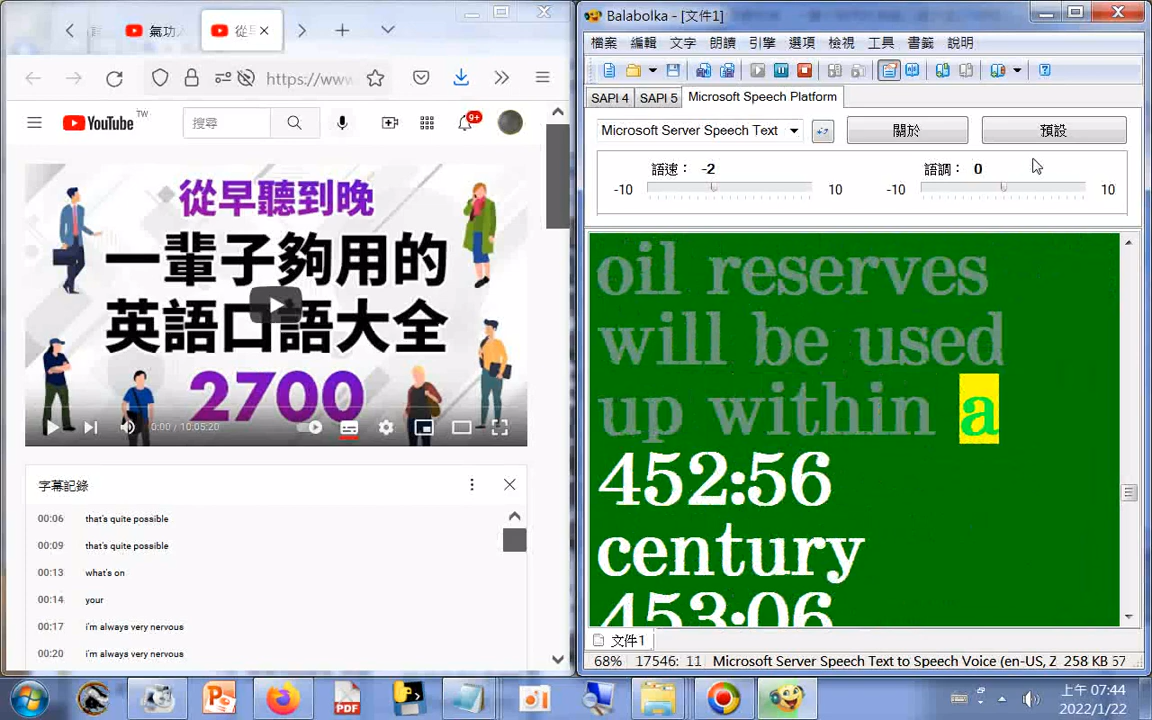 氣功
從
https://www
YouTube TW
搜尋
9+
從早聽到晚
一輩子夠用的
英語口語大全
2700
0:00 / 10:05:20
字幕記錄
00:06 that's quite possible
00:09 that's quite possible
00:13 what's on
00:14 your
00:17 i'm always very nervous
00:20 i'm always very nervous
Balabolka - [文件1]
檔案 編輯 文字 朗讀 引擎 選項 檢視 工具 書籤 說明
SAPI 4 SAPI 5 Microsoft Speech Platform
Microsoft Server Speech Text 關於 預設
語速： -2 語調： 0
-10 10 -10 10
oil reserves
will be used
up within a
452:56
century
453:06
文件1
68% 17546: 11 Microsoft Server Speech Text to Speech Voice (en-US, Z 258 KB 57
PDF
上午 07:44
2022/1/22